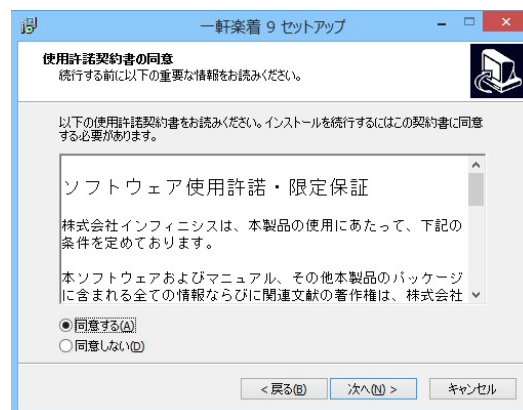 一軒楽着 9 セットアップ
使用許諾契約書の同意
続行する前に以下の重要な情報をお読みください。
以下の使用許諾契約書をお読みください。インストールを続行するにはこの契約書に同意
する必要があります。
ソフトウェア使用許諾・限定保証
株式会社インフィニシスは、本製品の使用にあたって、下記の
条件を定めております。
本ソフトウェアおよびマニュアル、その他本製品のパッケージ
に含まれる全ての情報ならびに関連文献の著作権は、株式会社
同意する(A)
同意しない(D)
< 戻る(B) 次へ(N) > キャンセル